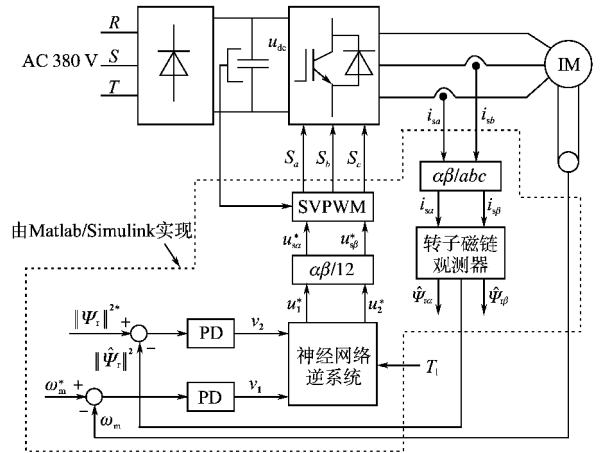 R
AC 380 V
S
T
u_dc
IM
i_sa
i_sb
S_a
S_b
S_c
αβ/abc
SVPWM
i_sα
i_sβ
由Matlab/Simulink实现
u*_sα
u*_sβ
转子磁链
观测器
αβ/12
Ψ̂_rα
Ψ̂_rβ
u*_1
u*_2
‖Ψ_r‖^2*
+
−
PD
v_2
‖Ψ̂_r‖^2
神经网络
逆系统
T_l
ω*_m
+
−
PD
v_1
ω_m